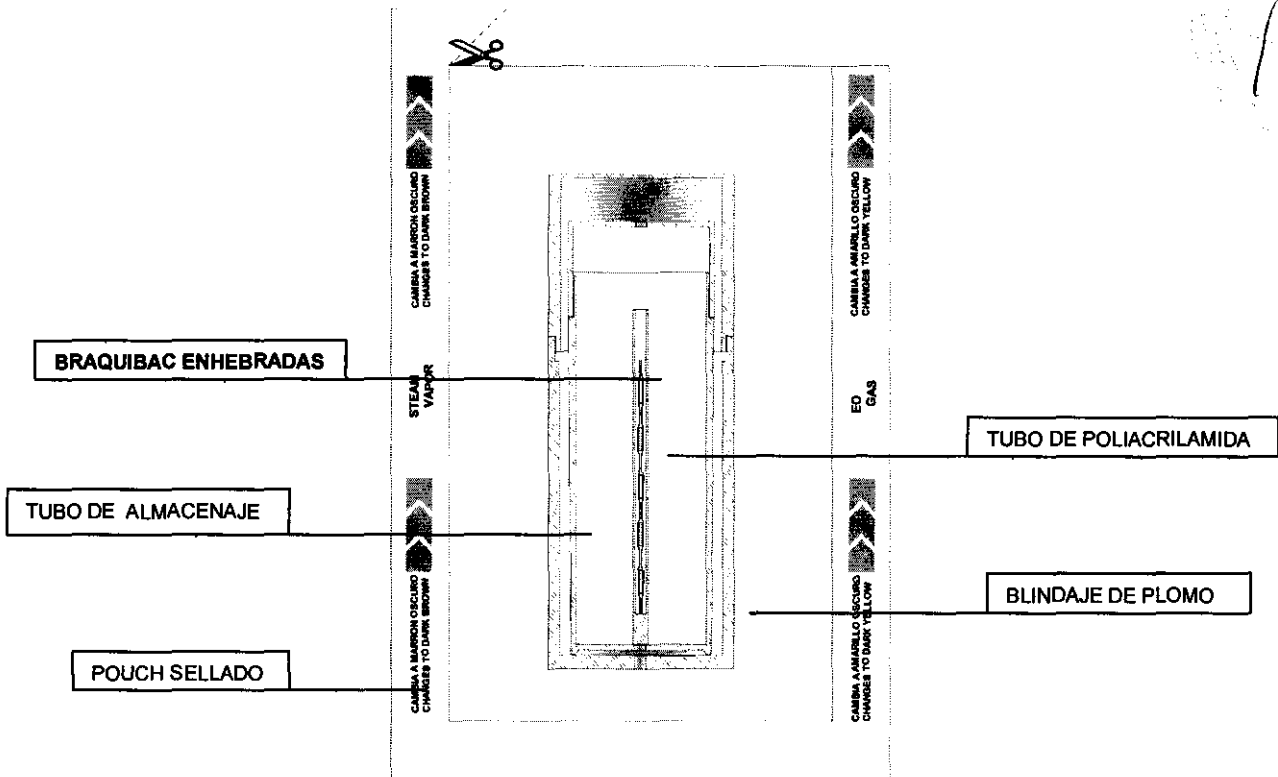 CAMBIA A MARRON OSCURO
CHANGES TO DARK BROWN
CAMBIA A AMARILLO OSCURO
CHANGES TO DARK YELLOW
BRAQUIBAC ENHEBRADAS
STEAM
VAPOR
EO
GAS
TUBO DE POLIACRILAMIDA
TUBO DE ALMACENAJE
BLINDAJE DE PLOMO
CAMBIA A MARRON OSCURO
CHANGES TO DARK BROWN
CAMBIA A AMARILLO OSCURO
CHANGES TO DARK YELLOW
POUCH SELLADO